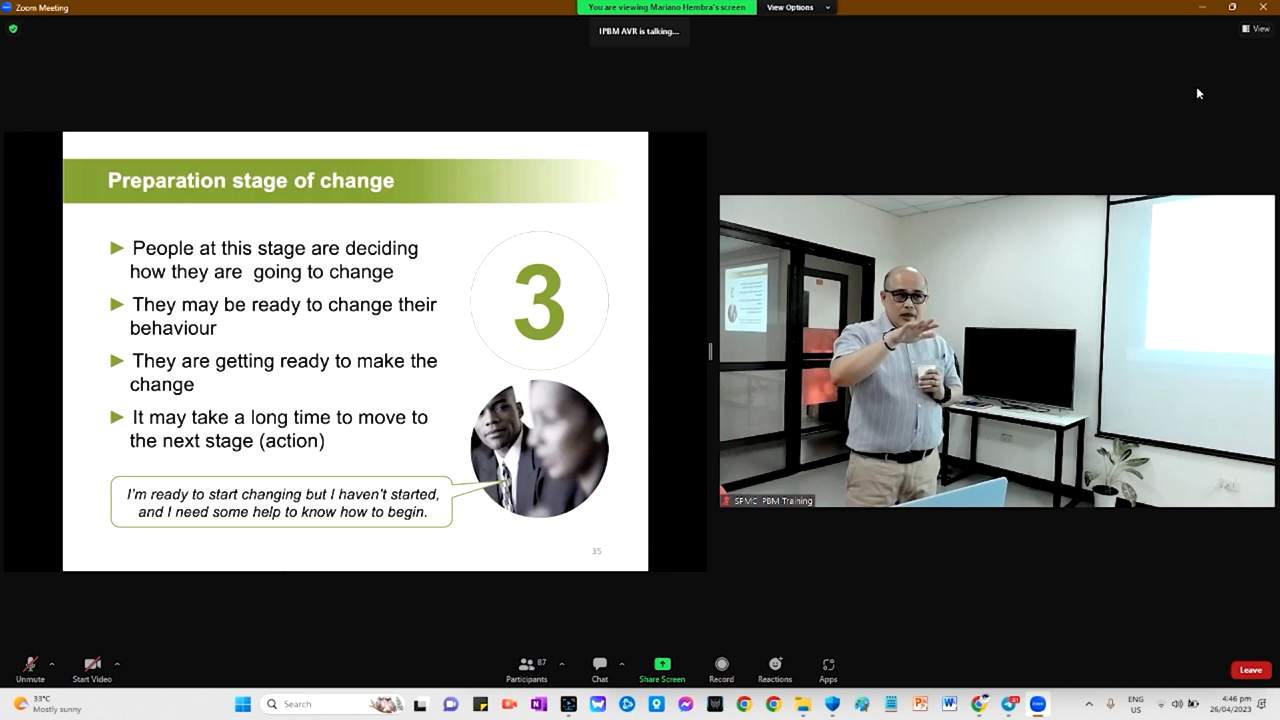 Zoom Meeting
You are viewing Mariano Hembra's screen
View Options
IPBM AVR is talking...
View
Preparation stage of change
People at this stage are deciding
how they are going to change
They may be ready to change their
behaviour
They are getting ready to make the
change
It may take a long time to move to
the next stage (action)
3
I'm ready to start changing but I haven't started,
and I need some help to know how to begin.
35
SPMC IPBM Training
Unmute
Start Video
87
Participants
Chat
Share Screen
Record
Reactions
Apps
Leave
33°C
Mostly sunny
Search
ENG
US
4:46 pm
26/04/2023